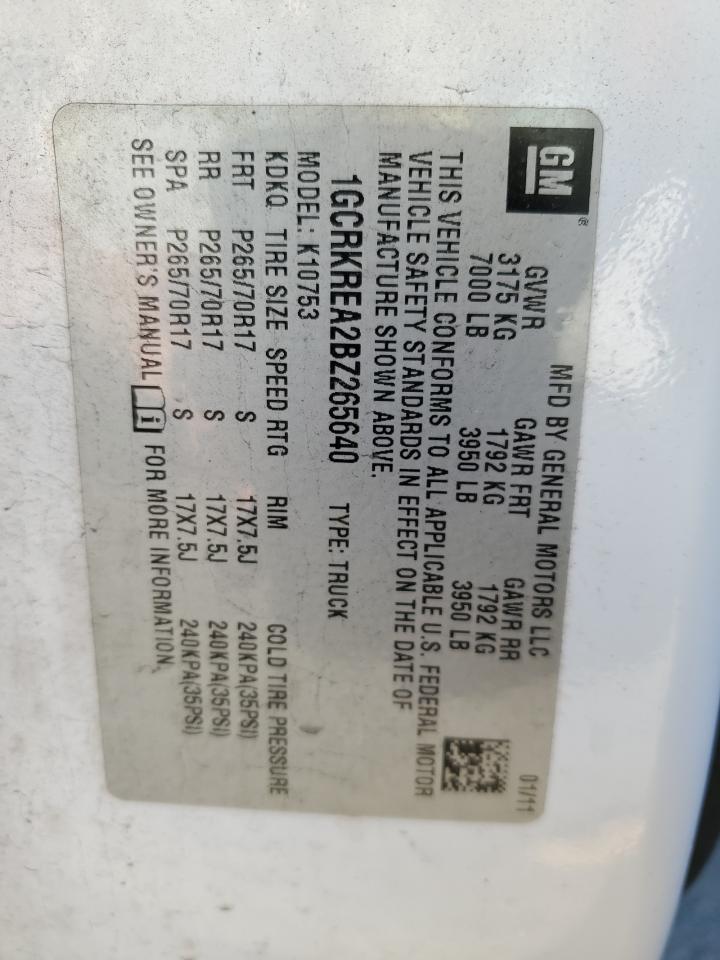 GM ®
MFD BY GENERAL MOTORS LLC 01/11
GVWR GAWR FRT GAWR RR
3175 KG 1792 KG 1792 KG
7000 LB 3950 LB 3950 LB
THIS VEHICLE CONFORMS TO ALL APPLICABLE U.S. FEDERAL MOTOR
VEHICLE SAFETY STANDARDS IN EFFECT ON THE DATE OF
MANUFACTURE SHOWN ABOVE.
1GCRKREA2BZ265640 TYPE: TRUCK
MODEL: K10753
KDKQ TIRE SIZE SPEED RTG RIM COLD TIRE PRESSURE
FRT P265/70R17 S 17X7.5J 240KPA(35PSI)
RR P265/70R17 S 17X7.5J 240KPA(35PSI)
SPA P265/70R17 S 17X7.5J 240KPA(35PSI)
SEE OWNER'S MANUAL i FOR MORE INFORMATION.